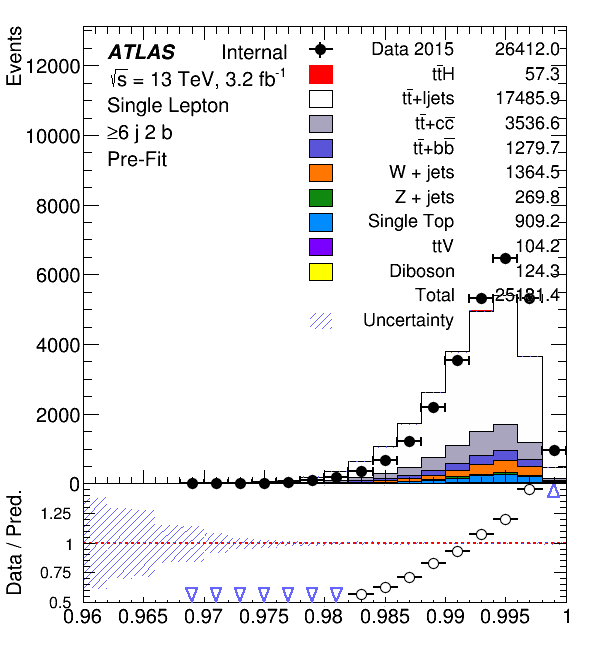 Events
ATLAS Internal
√s = 13 TeV, 3.2 fb-1
Single Lepton
≥6 j 2 b
Pre-Fit
Data 2015 26412.0
tt̄H 57.3
tt̄+ljets 17485.9
tt̄+cc̄ 3536.6
tt̄+bb̄ 1279.7
W + jets 1364.5
Z + jets 269.8
Single Top 909.2
ttV 104.2
Diboson 124.3
Total 25131.4
Uncertainty
12000
10000
8000
6000
4000
2000
0
Data / Pred.
1.25
1
0.75
0.5
0.96 0.965 0.97 0.975 0.98 0.985 0.99 0.995 1